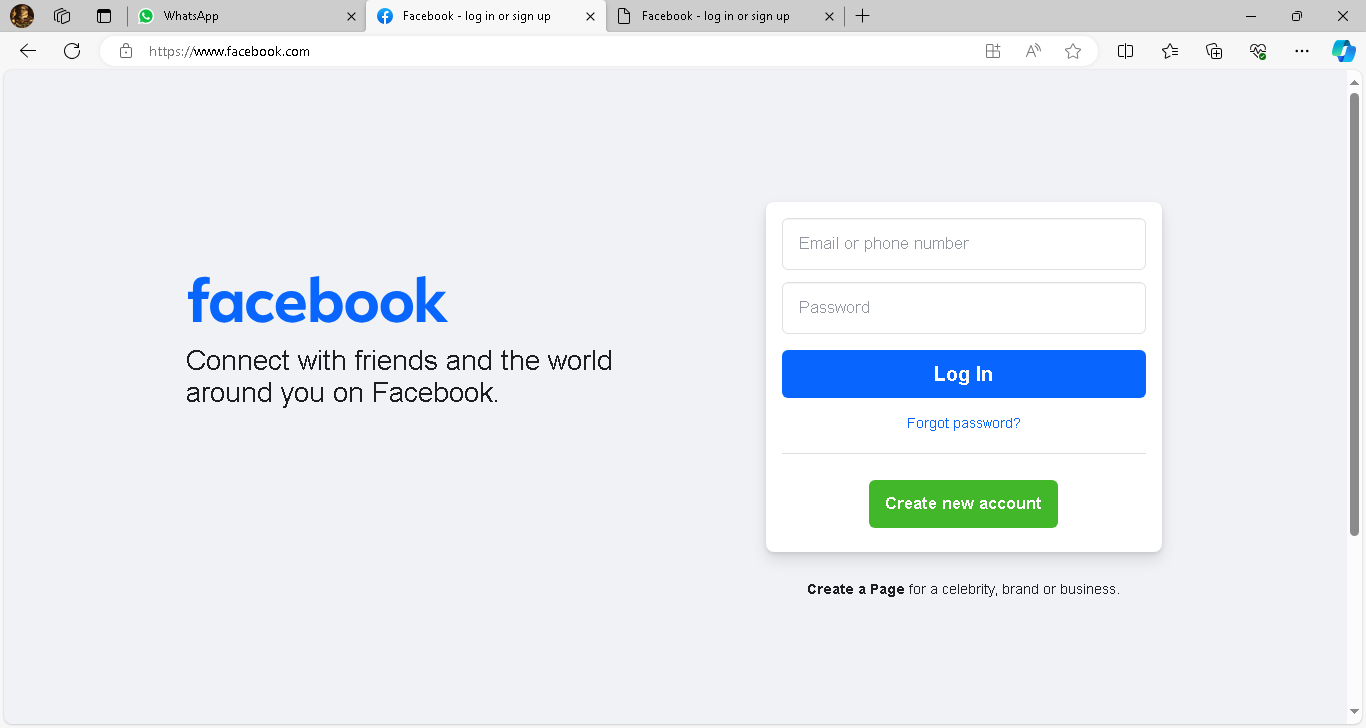 WhatsApp
Facebook - log in or sign up
Facebook - log in or sign up
https://www.facebook.com
facebook
Connect with friends and the world
around you on Facebook.
Email or phone number
Password
Log In
Forgot password?
Create new account
Create a Page for a celebrity, brand or business.